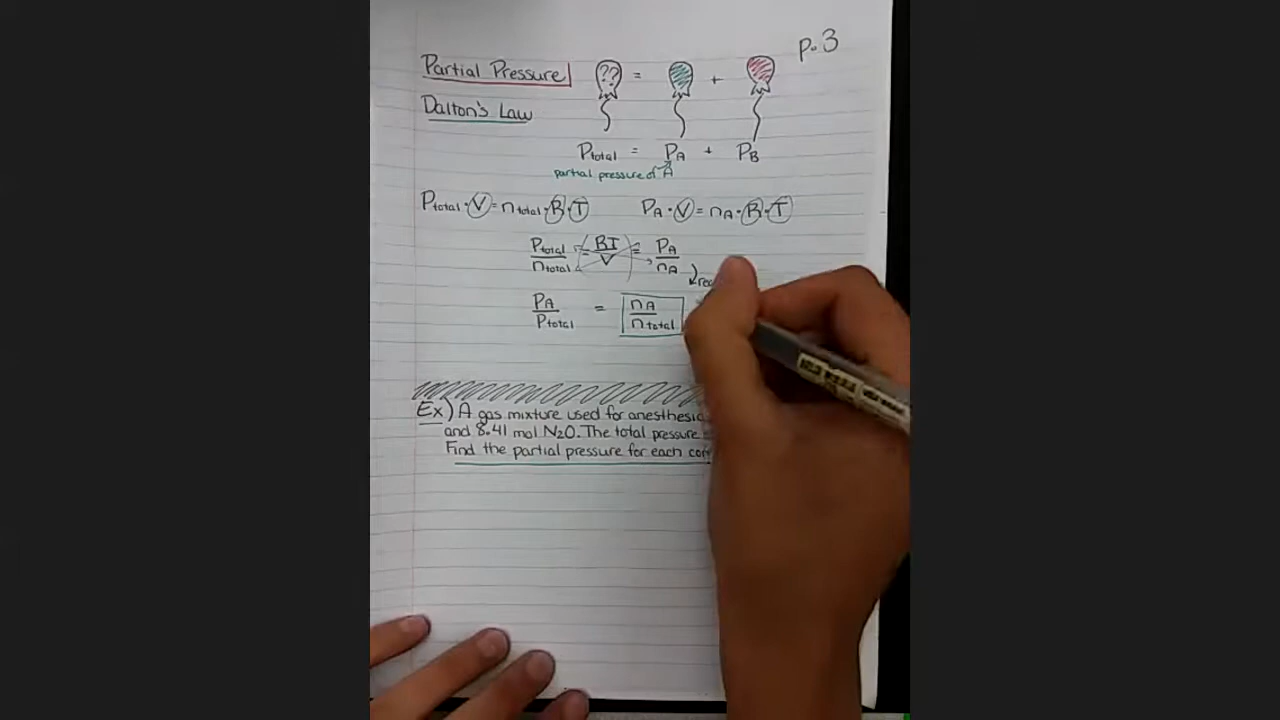 p.3
Partial Pressure ?? = +
Dalton's Law
Ptotal = PA + PB
partial pressure of A
Ptotal · V = ntotal · R · T PA · V = nA · R · T
Ptotal/ntotal = (RT/V) = PA/nA
PA/Ptotal = nA/ntotal
Ex) A gas mixture used for
and 8.41 mol N2O. The total pressure
Find the partial pressure for each